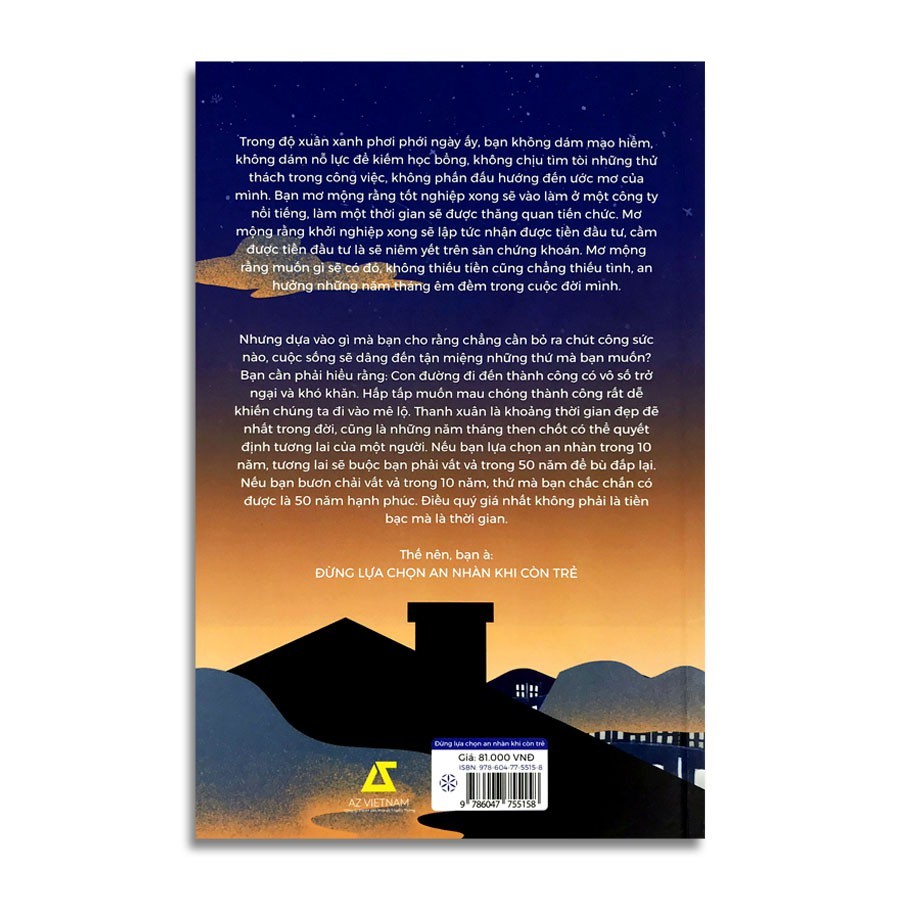 Trong độ xuân xanh phơi phới ngày ấy, bạn không dám mạo hiểm,
không dám nỗ lực để kiếm học bổng, không chịu tìm tòi những thử
thách trong công việc, không phấn đấu hướng đến ước mơ của
mình. Bạn mơ mộng rằng tốt nghiệp xong sẽ vào làm ở một công ty
nổi tiếng, làm một thời gian sẽ được thăng quan tiến chức. Mơ
mộng rằng khởi nghiệp xong sẽ lập tức nhận được tiền đầu tư, cầm
được tiền đầu tư là sẽ niêm yết trên sàn chứng khoán. Mơ mộng
rằng muốn gì sẽ có đó, không thiếu tiền cũng chẳng thiếu tình, an
hưởng những năm tháng êm đềm trong cuộc đời mình.
Nhưng dựa vào gì mà bạn cho rằng chẳng cần bỏ ra chút công sức
nào, cuộc sống sẽ dâng đến tận miệng những thứ mà bạn muốn?
Bạn cần phải hiểu rằng: Con đường đi đến thành công có vô số trở
ngại và khó khăn. Hấp tấp muốn mau chóng thành công rất dễ
khiến chúng ta đi vào mê lộ. Thanh xuân là khoảng thời gian đẹp đẽ
nhất trong đời, cũng là những năm tháng then chốt có thể quyết
định tương lai của một người. Nếu bạn lựa chọn an nhàn trong 10
năm, tương lai sẽ buộc bạn phải vất vả trong 50 năm để bù đắp lại.
Nếu bạn bươn chải vất vả trong 10 năm, thứ mà bạn chắc chắn có
được là 50 năm hạnh phúc. Điều quý giá nhất không phải là tiền
bạc mà là thời gian.
Thế nên, bạn à:
ĐỪNG LỰA CHỌN AN NHÀN KHI CÒN TRẺ
Đừng lựa chọn an nhàn khi còn trẻ
Giá: 81.000 VNĐ
ISBN: 978-604-77-5515-8
9 786047 755158
AZ VIETNAM